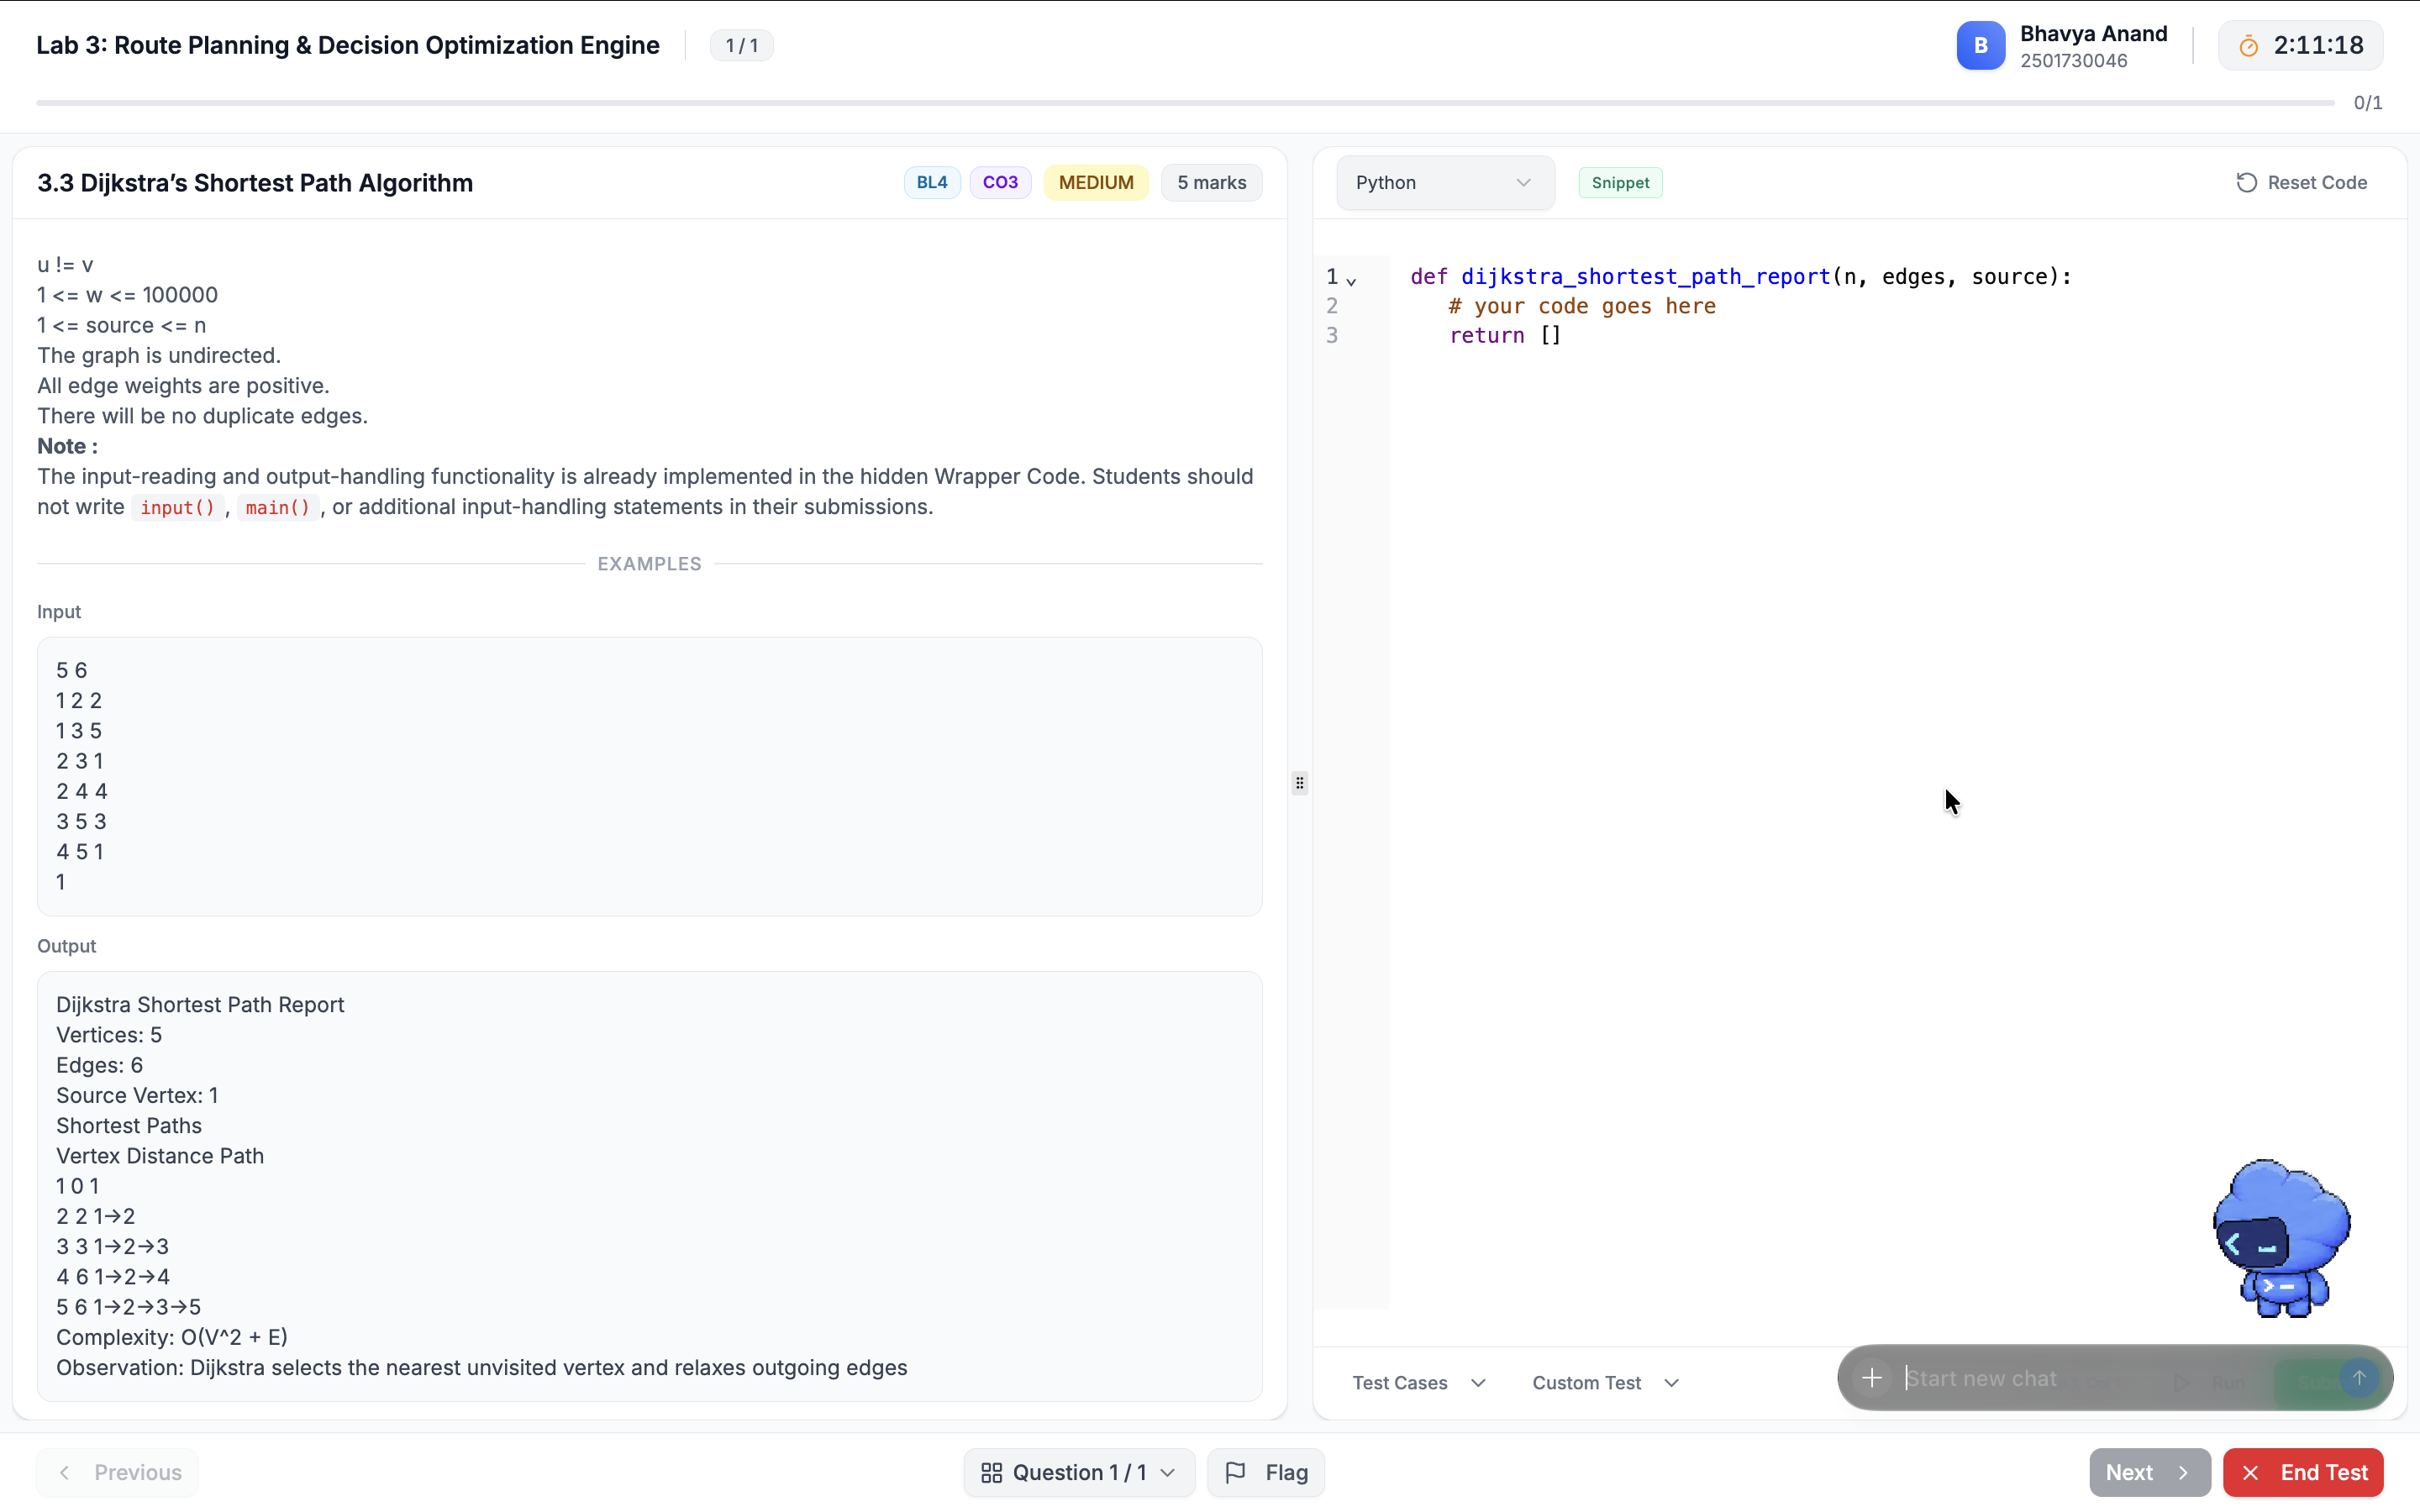 Lab 3: Route Planning & Decision Optimization Engine
1 / 1
B
Bhavya Anand
2501730046
2:11:18
0/1
3.3 Dijkstra’s Shortest Path Algorithm
BL4
CO3
MEDIUM
5 marks
u != v
1 <= w <= 100000
1 <= source <= n
The graph is undirected.
All edge weights are positive.
There will be no duplicate edges.
Note :
The input-reading and output-handling functionality is already implemented in the hidden Wrapper Code. Students should
not write input() , main() , or additional input-handling statements in their submissions.
EXAMPLES
Input
5 6
1 2 2
1 3 5
2 3 1
2 4 4
3 5 3
4 5 1
1
Output
Dijkstra Shortest Path Report
Vertices: 5
Edges: 6
Source Vertex: 1
Shortest Paths
Vertex Distance Path
1 0 1
2 2 1->2
3 3 1->2->3
4 6 1->2->4
5 6 1->2->3->5
Complexity: O(V^2 + E)
Observation: Dijkstra selects the nearest unvisited vertex and relaxes outgoing edges
Python
Snippet
Reset Code
1 def dijkstra_shortest_path_report(n, edges, source):
2 # your code goes here
3 return []
Test Cases
Custom Test
Start new chat
Run
Previous
Question 1 / 1
Flag
Next
End Test